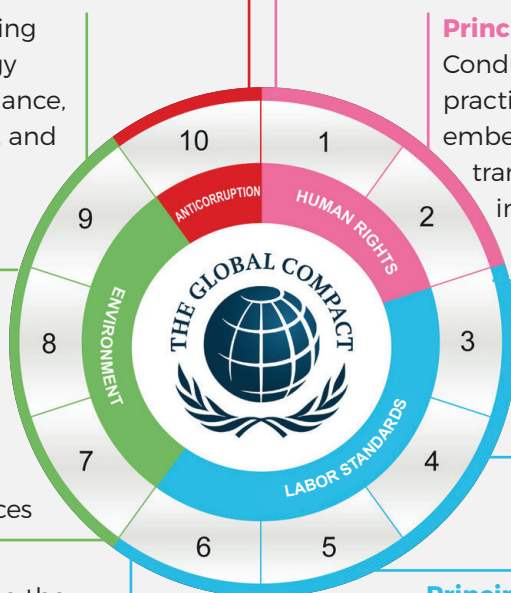 ing
gy
ance,
and
Princ
Cond
practi
embe
tran
in
10
1
9
2
8
3
7
4
6
5
ANTICORRUPTION
HUMAN RIGHTS
ENVIRONMENT
LABOR STANDARDS
THE GLOBAL COMPACT
ces